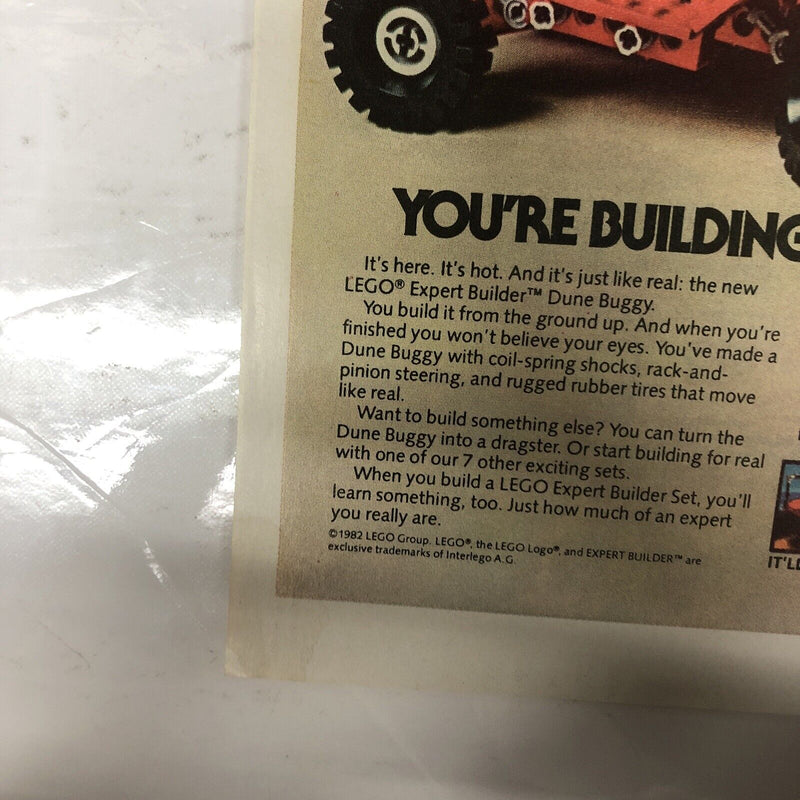 YOU'RE BUILDING
It's here. It's hot. And it's just like real: the new
LEGO® Expert Builder™ Dune Buggy.
You build it from the ground up. And when you're
finished you won't believe your eyes. You've made a
Dune Buggy with coil-spring shocks, rack-and-
pinion steering, and rugged rubber tires that move
like real.
Want to build something else? You can turn the
Dune Buggy into a dragster. Or start building for real
with one of our 7 other exciting sets.
When you build a LEGO Expert Builder Set, you'll
learn something, too. Just how much of an expert
you really are.
©1982 LEGO Group. LEGO®, the LEGO Logo®, and EXPERT BUILDER™ are
exclusive trademarks of Interlego A.G.